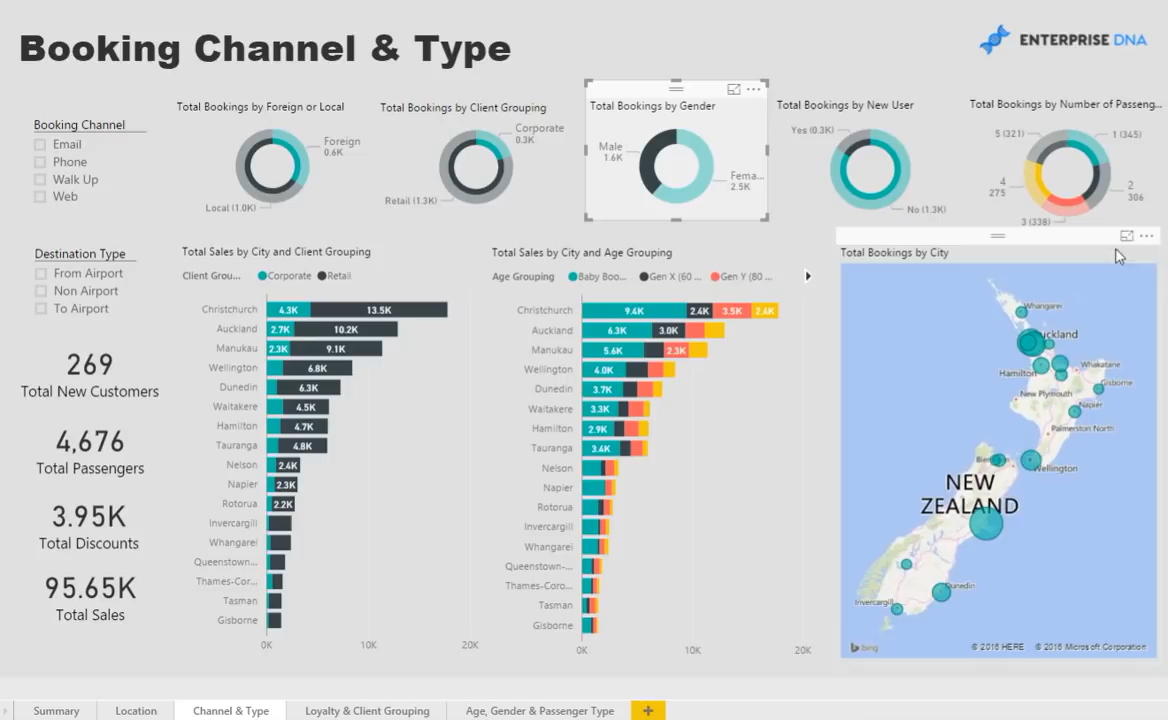 Booking Channel & Type
ENTERPRISE DNA
Booking Channel
Email
Phone
Walk Up
Web
Total Bookings by Foreign or Local
Foreign
0.6K
Local (1.0K)
Total Bookings by Client Grouping
Corporate
0.3K
Retail (1.3K)
Total Bookings by Gender
Male
1.6K
Fema...
2.5K
Total Bookings by New User
Yes (0.3K)
No (1.3K)
Total Bookings by Number of Passeng...
5 (321)
1 (345)
4
275
2
306
3 (338)
Destination Type
From Airport
Non Airport
To Airport
269
Total New Customers
4,676
Total Passengers
3.95K
Total Discounts
95.65K
Total Sales
Total Sales by City and Client Grouping
Client Grou... Corporate Retail
Christchurch 4.3K 13.5K
Auckland 2.7K 10.2K
Manukau 2.3K 9.1K
Wellington 6.8K
Dunedin 6.3K
Waitakere 4.5K
Hamilton 4.7K
Tauranga 4.8K
Nelson 2.4K
Napier 2.3K
Rotorua 2.2K
Invercargill
Whangarei
Queenstown...
Thames-Cor...
Tasman
Gisborne
0K 10K 20K
Total Sales by City and Age Grouping
Age Grouping Baby Boo... Gen X (60 ... Gen Y (80 ...
Christchurch 9.4K 2.4K 3.5K 2.4K
Auckland 6.3K 3.0K
Manukau 5.6K 2.3K
Wellington 4.0K
Dunedin 3.7K
Waitakere 3.3K
Hamilton 2.9K
Tauranga 3.4K
Nelson
Napier
Rotorua
Invercargill
Whangarei
Queenstown-...
Thames-Coro...
Tasman
Gisborne
0K 10K 20K
Total Bookings by City
Whangarei
uckland
Hamilton
Whakatane
Gisborne
New Plymouth
Napier
Palmerston North
Wellington
NEW
ZEALAND
Dunedin
Invercargill
bing
© 2016 HERE © 2016 Microsoft Corporation
Summary
Location
Channel & Type
Loyalty & Client Grouping
Age, Gender & Passenger Type
+